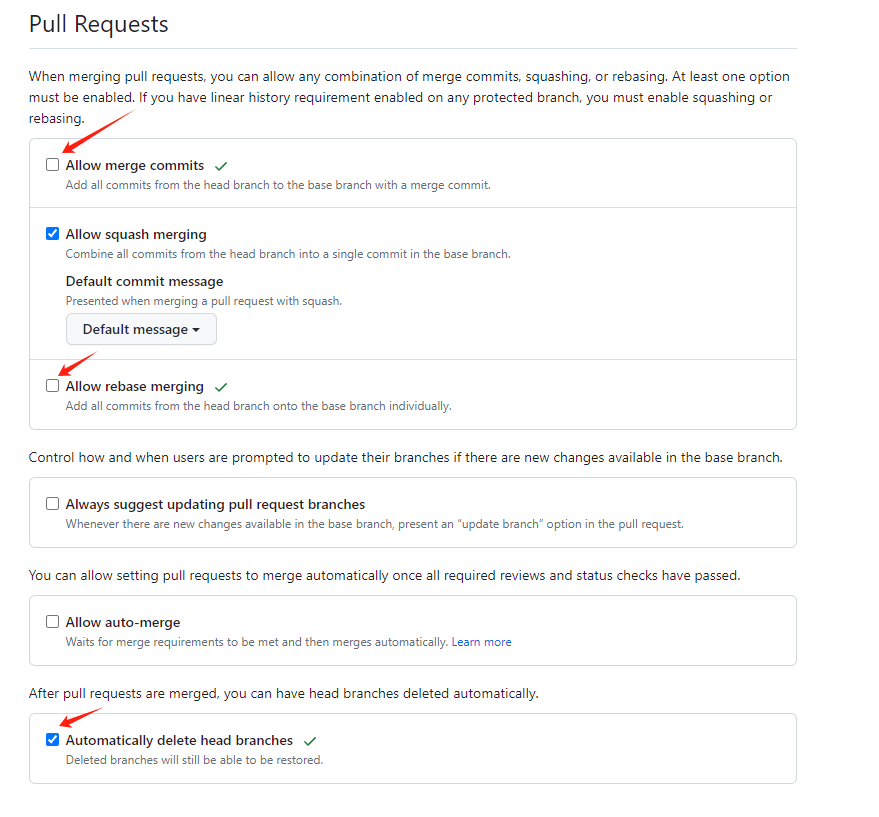 Pull Requests
When merging pull requests, you can allow any combination of merge commits, squashing, or rebasing. At least one option
must be enabled. If you have linear history requirement enabled on any protected branch, you must enable squashing or
rebasing.
Allow merge commits
Add all commits from the head branch to the base branch with a merge commit.
Allow squash merging
Combine all commits from the head branch into a single commit in the base branch.
Default commit message
Presented when merging a pull request with squash.
Default message
Allow rebase merging
Add all commits from the head branch onto the base branch individually.
Control how and when users are prompted to update their branches if there are new changes available in the base branch.
Always suggest updating pull request branches
Whenever there are new changes available in the base branch, present an “update branch” option in the pull request.
You can allow setting pull requests to merge automatically once all required reviews and status checks have passed.
Allow auto-merge
Waits for merge requirements to be met and then merges automatically. Learn more
After pull requests are merged, you can have head branches deleted automatically.
Automatically delete head branches
Deleted branches will still be able to be restored.